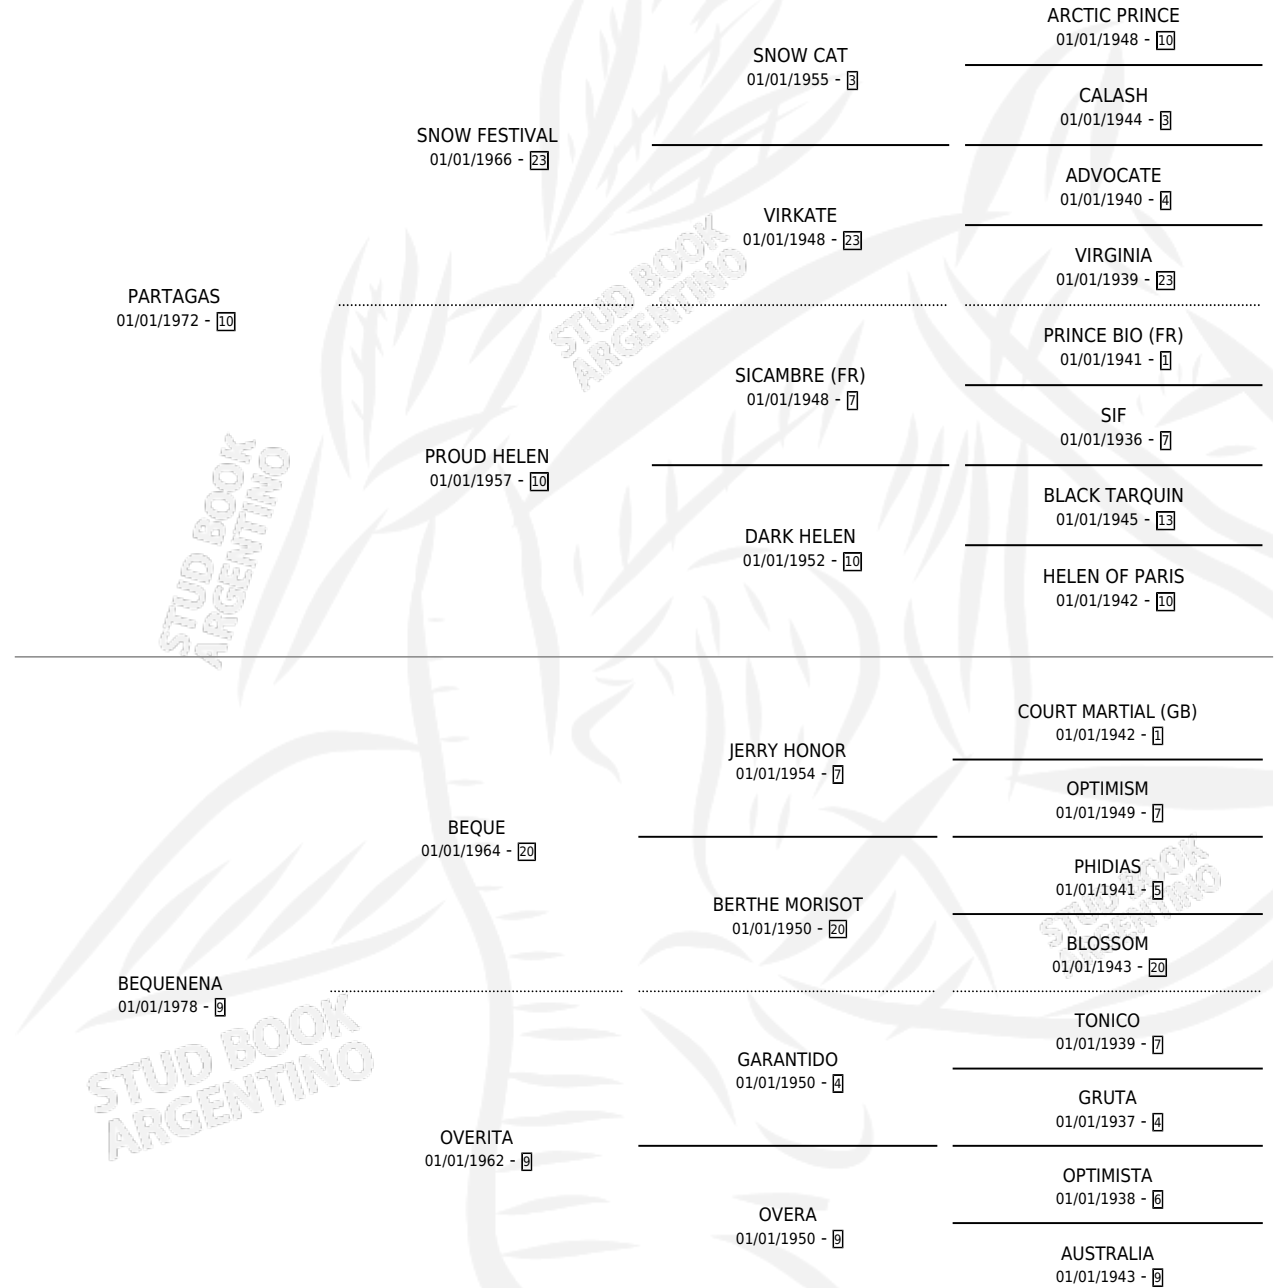 ARCTIC PRINCE
01/01/1948 - 10
SNOW CAT
01/01/1955 - 3
CALASH
01/01/1944 - 3
SNOW FESTIVAL
01/01/1966 - 23
ADVOCATE
01/01/1940 - 4
VIRKATE
01/01/1948 - 23
VIRGINIA
01/01/1939 - 23
PARTAGAS
01/01/1972 - 10
PRINCE BIO (FR)
01/01/1941 - 1
SICAMBRE (FR)
01/01/1948 - 7
SIF
01/01/1936 - 7
PROUD HELEN
01/01/1957 - 10
BLACK TARQUIN
01/01/1945 - 13
DARK HELEN
01/01/1952 - 10
HELEN OF PARIS
01/01/1942 - 10
COURT MARTIAL (GB)
01/01/1942 - 1
JERRY HONOR
01/01/1954 - 7
OPTIMISM
01/01/1949 - 7
BEQUE
01/01/1964 - 20
PHIDIAS
01/01/1941 - 5
BERTHE MORISOT
01/01/1950 - 20
BLOSSOM
01/01/1943 - 20
BEQUENENA
01/01/1978 - 9
TONICO
01/01/1939 - 7
GARANTIDO
01/01/1950 - 4
GRUTA
01/01/1937 - 4
OVERITA
01/01/1962 - 9
OPTIMISTA
01/01/1938 - 6
OVERA
01/01/1950 - 9
AUSTRALIA
01/01/1943 - 9
STUD BOOK
ARGENTINO
STUD BOOK
ARGENTINO
STUD BOOK
ARGENTINO
STUD BOOK
ARGENTINO